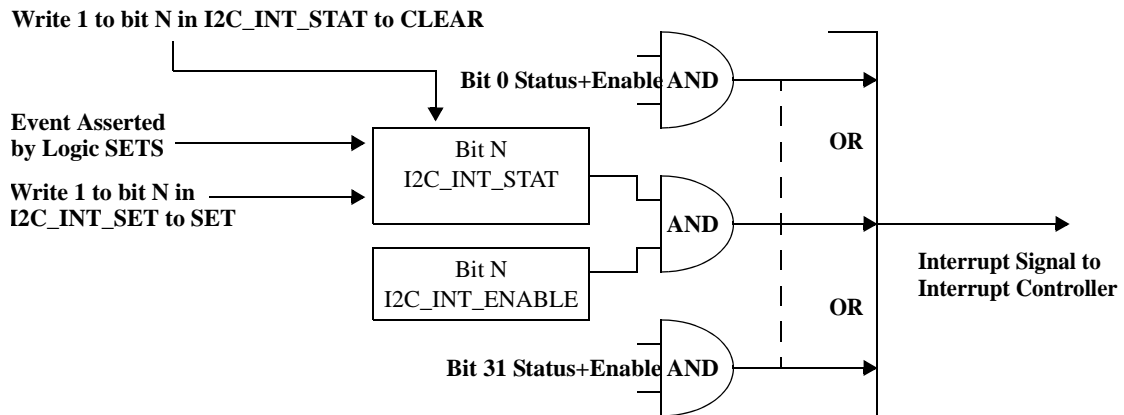 Write 1 to bit N in I2C_INT_STAT to CLEAR
Bit 0 Status+Enable
AND
Event Asserted
by Logic SETS
Bit N
I2C_INT_STAT
OR
Write 1 to bit N in
I2C_INT_SET to SET
AND
Bit N
I2C_INT_ENABLE
Interrupt Signal to
Interrupt Controller
OR
Bit 31 Status+Enable
AND